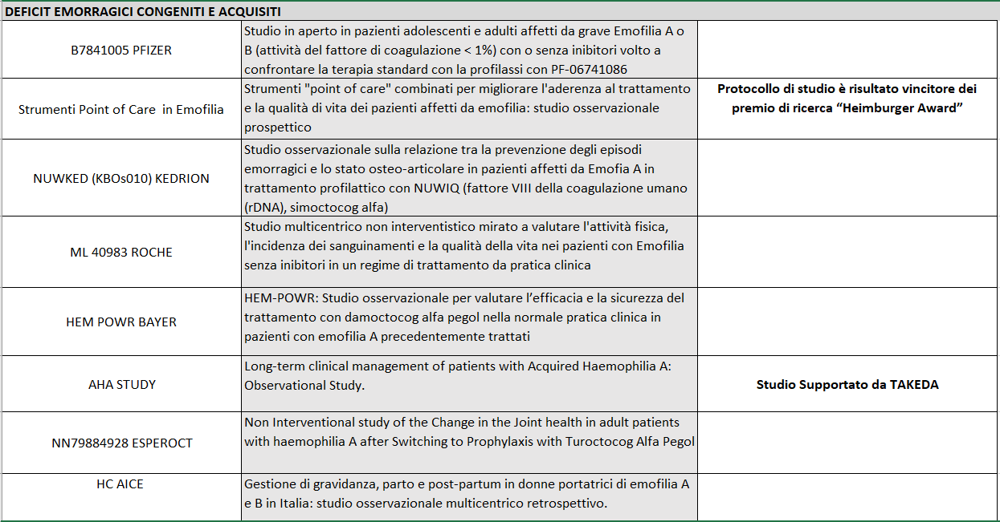 DEFICIT EMORRAGICI CONGENITI E ACQUISITI
B7841005 PFIZER
Studio in aperto in pazienti adolescenti e adulti affetti da grave Emofilia A o
B (attività del fattore di coagulazione < 1%) con o senza inibitori volto a
confrontare la terapia standard con la profilassi con PF-06741086
Strumenti Point of Care in Emofilia
Strumenti "point of care" combinati per migliorare l'aderenza al trattamento
e la qualità di vita dei pazienti affetti da emofilia: studio osservazionale
prospettico
Protocollo di studio è risultato vincitore dei
premio di ricerca “Heimburger Award”
NUWKED (KBOs010) KEDRION
Studio osservazionale sulla relazione tra la prevenzione degli episodi
emorragici e lo stato osteo-articolare in pazienti affetti da Emofia A in
trattamento profilattico con NUWIQ (fattore VIII della coagulazione umano
(rDNA), simoctocog alfa)
ML 40983 ROCHE
Studio multicentrico non interventistico mirato a valutare l'attività fisica,
l'incidenza dei sanguinamenti e la qualità della vita nei pazienti con Emofilia
senza inibitori in un regime di trattamento da pratica clinica
HEM POWR BAYER
HEM-POWR: Studio osservazionale per valutare l’efficacia e la sicurezza del
trattamento con damoctocog alfa pegol nella normale pratica clinica in
pazienti con emofilia A precedentemente trattati
AHA STUDY
Long-term clinical management of patients with Acquired Haemophilia A:
Observational Study.
Studio Supportato da TAKEDA
NN79884928 ESPEROCT
Non Interventional study of the Change in the Joint health in adult patients
with haemophilia A after Switching to Prophylaxis with Turoctocog Alfa Pegol
HC AICE
Gestione di gravidanza, parto e post-partum in donne portatrici di emofilia A
e B in Italia: studio osservazionale multicentrico retrospettivo.